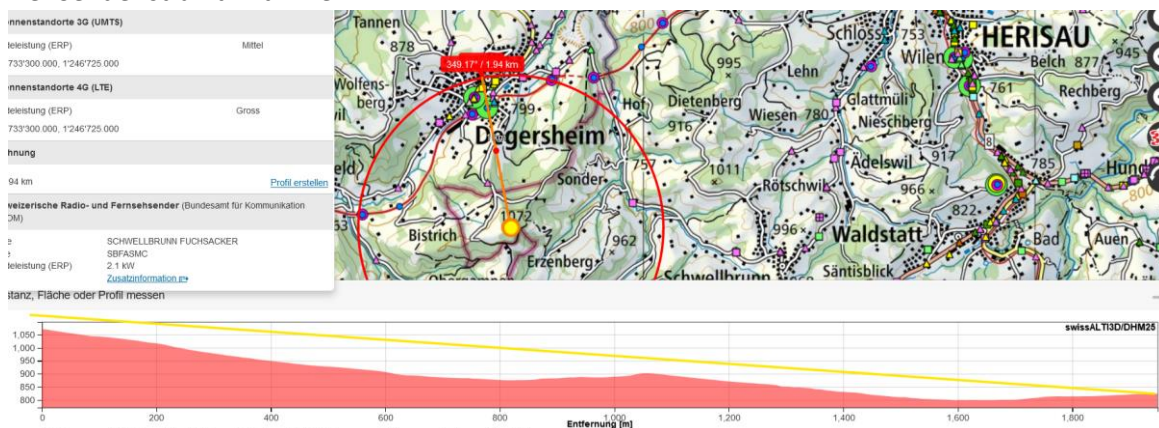 onnenstandorte 3G (UMTS)
deleistung (ERP) Mittel
733'300.000, 1'246'725.000
onnenstandorte 4G (LTE)
deleistung (ERP) Gross
733'300.000, 1'246'725.000
hnung
94 km Profil erstellen
weizerische Radio- und Fernsehsender (Bundesamt für Kommunikation
OM)
e SCHWELLBRUNN FUCHSACKER
e SBFASMC
deleistung (ERP) 2.1 kW
Zusatzinformation
Tannen
878
800
349.17° / 1.94 km
Wolfens-
berg
799
Degersheim
Hof
995
Dietenberg
916
757
Sonder
1011
1072
Bistrich
962
Erzenberg
Schwellbrunn
Schloss
753
HERISAU
945
Wilen
Belch 877
Lehn
761
Rechberg
Glattmüli
Wiesen 780
Nieschberg
8
Adelswil
917
785
Hund
Rötschwil
966
800
822
996
Waldstatt
Bad
Auen
Säntisblick
stanz, Fläche oder Profil messen
swissALTI3D/DHM25
1,050
1,000
950
900
850
800
0 200 400 600 800 1,000 1,200 1,400 1,600 1,800
Entfernung [m]